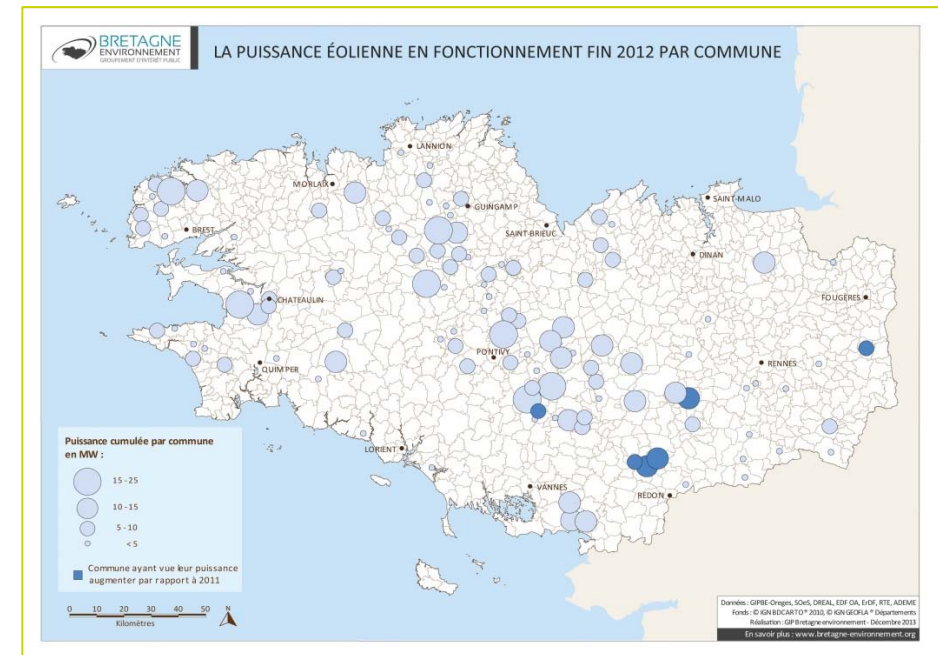 BRETAGNE
ENVIRONNEMENT
GROUPEMENT D'INTÉRÊT PUBLIC
LA PUISSANCE ÉOLIENNE EN FONCTIONNEMENT FIN 2012 PAR COMMUNE
LANNION
MORLAIX
GUINGAMP
SAINT-MALO
BREST
SAINT-BRIEUC
DINAN
CHATEAULIN
FOUGÈRES
PONTIVY
RENNES
QUIMPER
LORIENT
VANNES
REDON
Puissance cumulée par commune
en MW :
15 - 25
10 - 15
5 - 10
< 5
Commune ayant vue leur puissance
augmenter par rapport à 2011
0 10 20 30 40 50 N
Kilomètres
Données : GIPBE-Oreges, SOeS, DREAL, EDF OA, ErDF, RTE, ADEME
Fonds : © IGN BDCARTO ® 2010, © IGN GEOFLA ® Départements
Réalisation : GIP Bretagne environnement - Décembre 2013
En savoir plus : www.bretagne-environnement.org